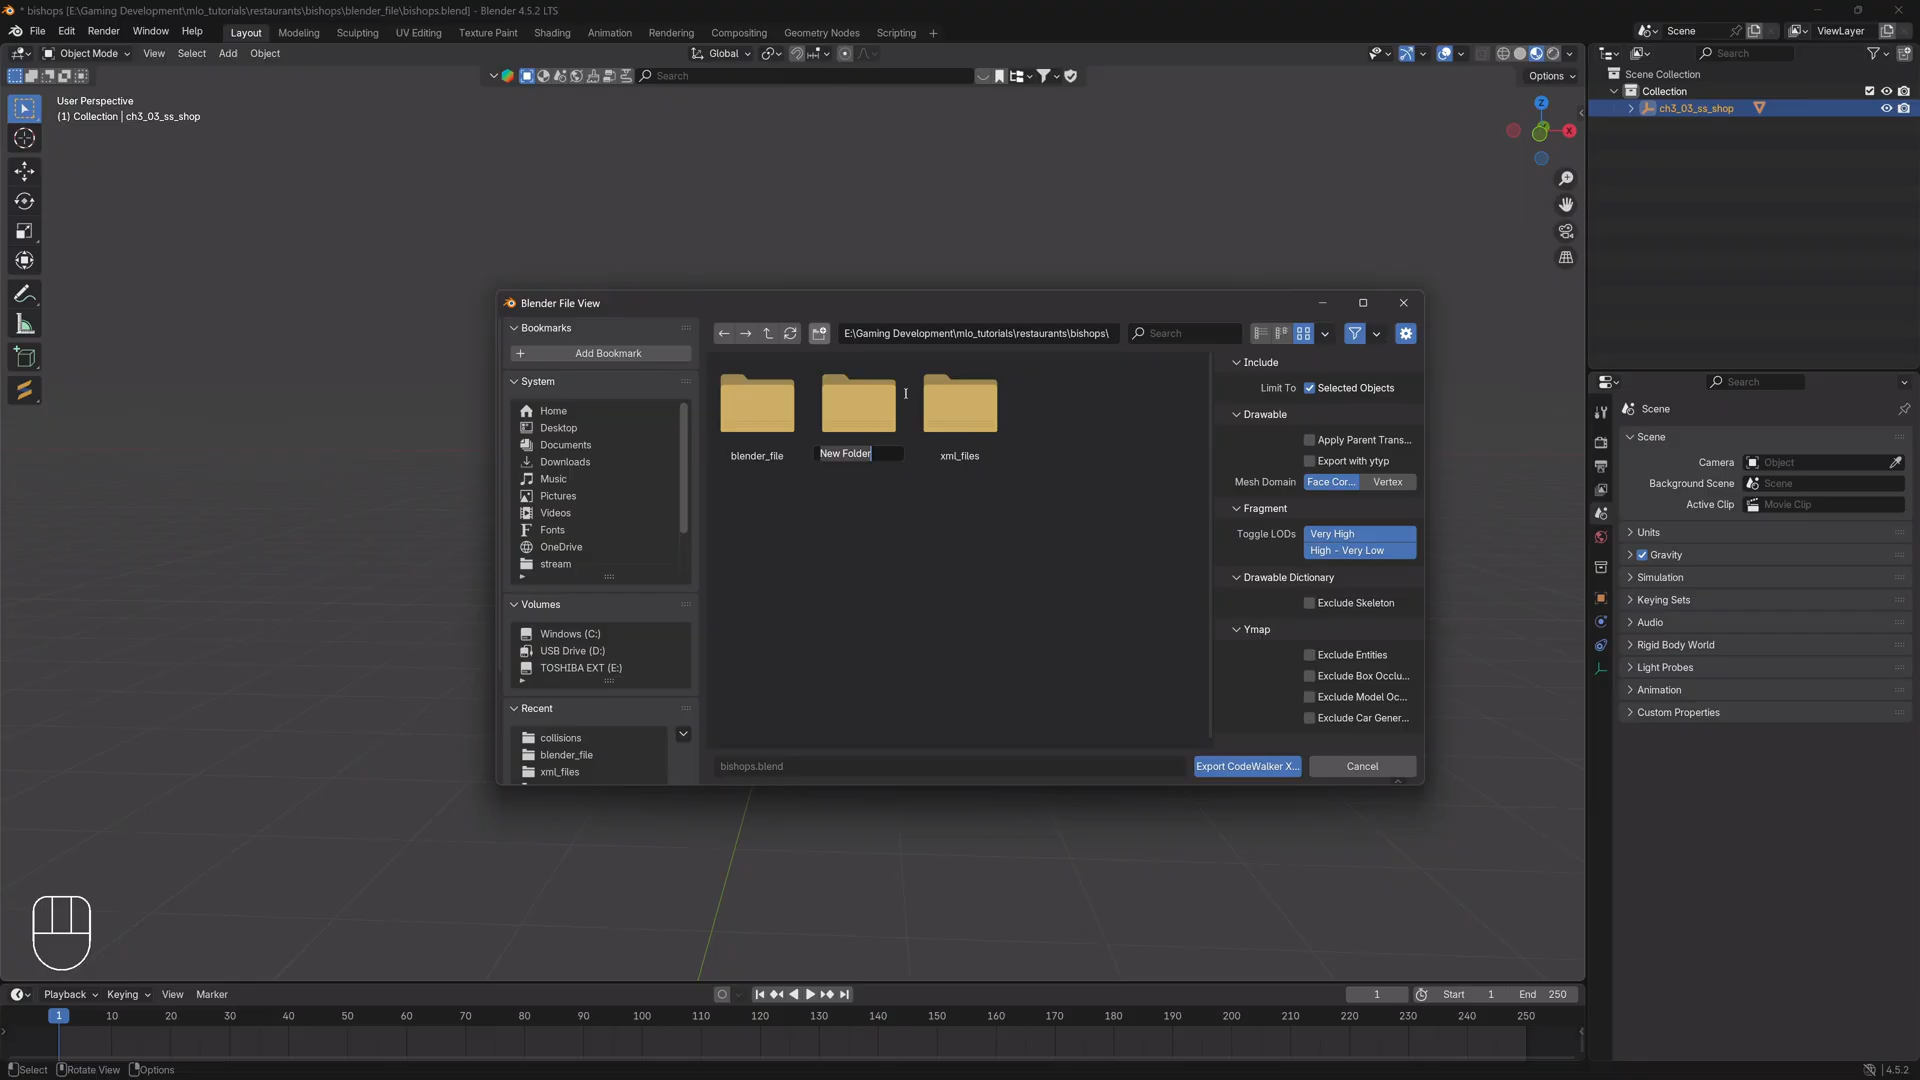 * bishops [E:\Gaming Development\mlo_tutorials\restaurants\bishops\blender_file\bishops.blend] - Blender 4.5.2 LTS
File Edit Render Window Help
Layout Modeling Sculpting UV Editing Texture Paint Shading Animation Rendering Compositing Geometry Nodes Scripting
Scene
ViewLayer
Object Mode View Select Add Object
Global
Search
Search
Options
User Perspective
(1) Collection | ch3_03_ss_shop
Z
X
Scene Collection
Collection
ch3_03_ss_shop
Blender File View
Bookmarks
Add Bookmark
System
Home
Desktop
Documents
Downloads
Music
Pictures
Videos
Fonts
OneDrive
stream
Volumes
Windows (C:)
USB Drive (D:)
TOSHIBA EXT (E:)
Recent
collisions
blender_file
xml_files
E:\Gaming Development\mlo_tutorials\restaurants\bishops\
Search
blender_file
New Folder
xml_files
Include
Limit To Selected Objects
Drawable
Apply Parent Trans...
Export with ytyp
Mesh Domain Face Cor... Vertex
Fragment
Toggle LODs Very High
High - Very Low
Drawable Dictionary
Exclude Skeleton
Ymap
Exclude Entities
Exclude Box Occlu...
Exclude Model Oc...
Exclude Car Gener...
bishops.blend
Export CodeWalker X...
Cancel
Search
Scene
Scene
Camera Object
Background Scene Scene
Active Clip Movie Clip
Units
Gravity
Simulation
Keying Sets
Audio
Rigid Body World
Light Probes
Animation
Custom Properties
Playback Keying View Marker
1
Start 1 End 250
1 10 20 30 40 50 60 70 80 90 100 110 120 130 140 150 160 170 180 190 200 210 220 230 240 250
Select Rotate View Options
4.5.2